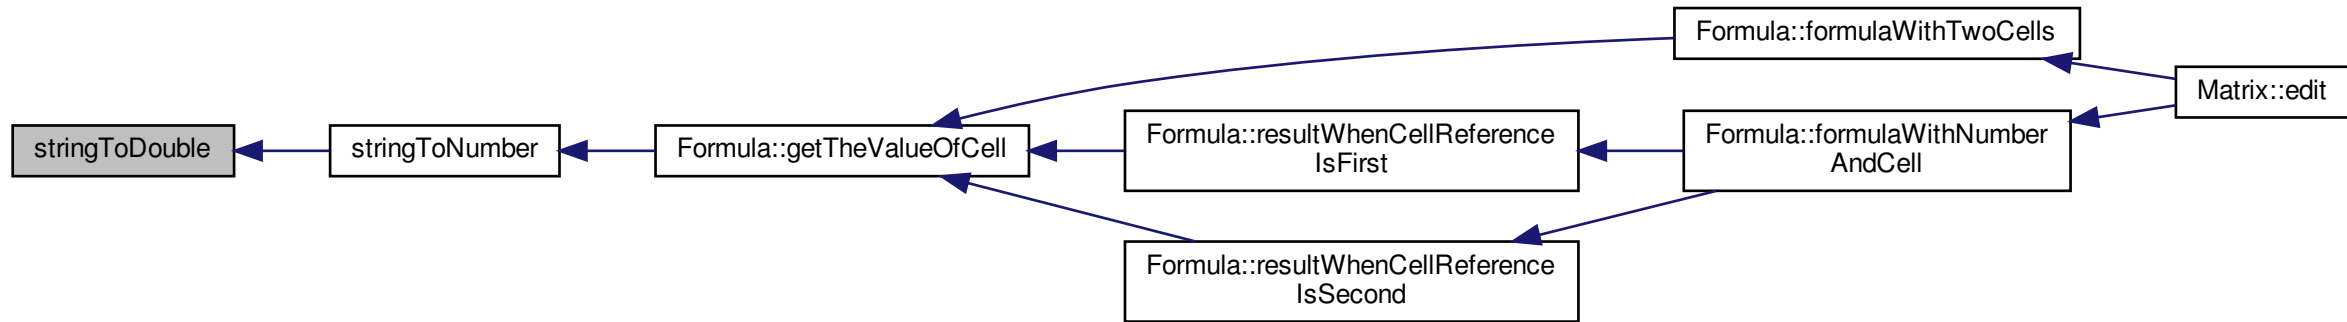 stringToDouble
stringToNumber
Formula::getTheValueOfCell
Formula::formulaWithTwoCells
Formula::resultWhenCellReference
IsFirst
Formula::resultWhenCellReference
IsSecond
Formula::formulaWithNumber
AndCell
Matrix::edit